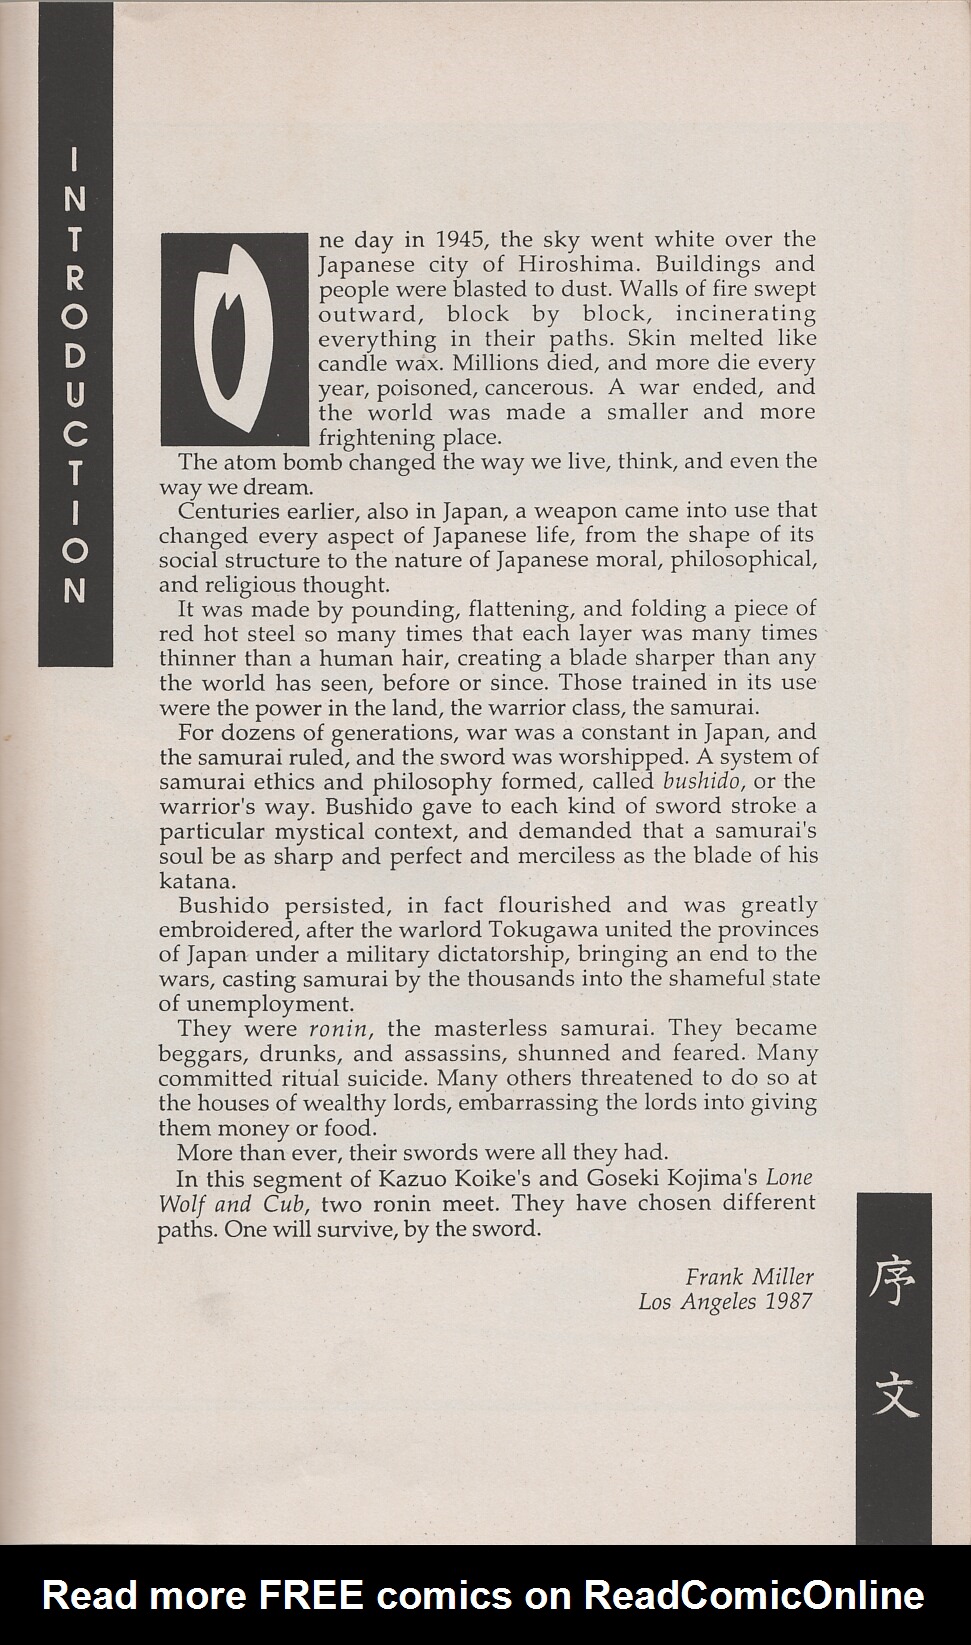 INTRODUCTION
One day in 1945, the sky went white over the
Japanese city of Hiroshima. Buildings and
people were blasted to dust. Walls of fire swept
outward, block by block, incinerating
everything in their paths. Skin melted like
candle wax. Millions died, and more die every
year, poisoned, cancerous. A war ended, and
the world was made a smaller and more
frightening place.
The atom bomb changed the way we live, think, and even the
way we dream.
Centuries earlier, also in Japan, a weapon came into use that
changed every aspect of Japanese life, from the shape of its
social structure to the nature of Japanese moral, philosophical,
and religious thought.
It was made by pounding, flattening, and folding a piece of
red hot steel so many times that each layer was many times
thinner than a human hair, creating a blade sharper than any
the world has seen, before or since. Those trained in its use
were the power in the land, the warrior class, the samurai.
For dozens of generations, war was a constant in Japan, and
the samurai ruled, and the sword was worshipped. A system of
samurai ethics and philosophy formed, called bushido, or the
warrior's way. Bushido gave to each kind of sword stroke a
particular mystical context, and demanded that a samurai's
soul be as sharp and perfect and merciless as the blade of his
katana.
Bushido persisted, in fact flourished and was greatly
embroidered, after the warlord Tokugawa united the provinces
of Japan under a military dictatorship, bringing an end to the
wars, casting samurai by the thousands into the shameful state
of unemployment.
They were ronin, the masterless samurai. They became
beggars, drunks, and assassins, shunned and feared. Many
committed ritual suicide. Many others threatened to do so at
the houses of wealthy lords, embarrassing the lords into giving
them money or food.
More than ever, their swords were all they had.
In this segment of Kazuo Koike's and Goseki Kojima's Lone
Wolf and Cub, two ronin meet. They have chosen different
paths. One will survive, by the sword.
Frank Miller
Los Angeles 1987
序文
Read more FREE comics on ReadComicOnline